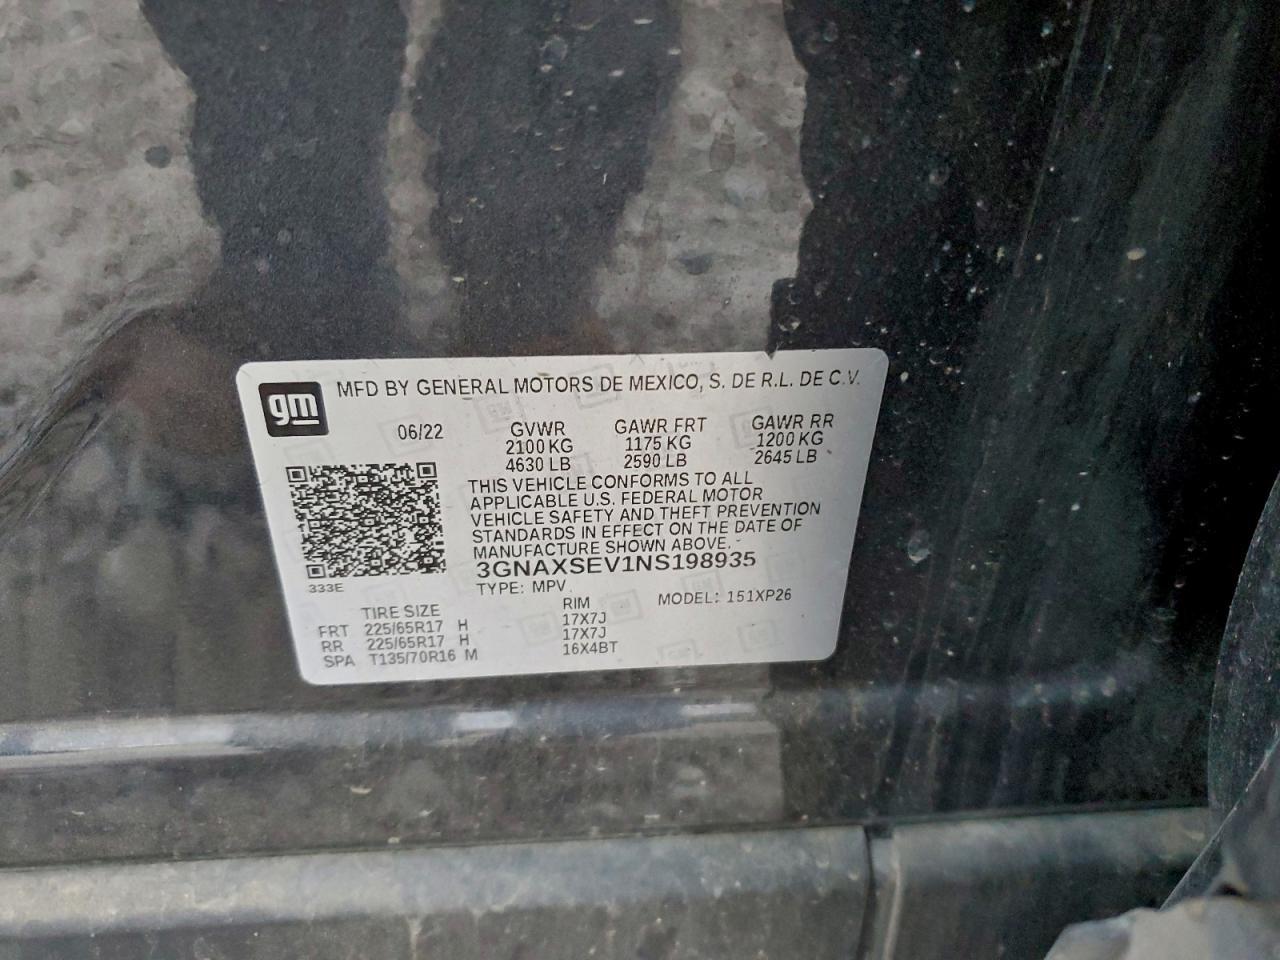 gm
MFD BY GENERAL MOTORS DE MEXICO, S. DE R.L. DE C.V.
06/22 GVWR GAWR FRT GAWR RR
2100 KG 1175 KG 1200 KG
4630 LB 2590 LB 2645 LB
THIS VEHICLE CONFORMS TO ALL
APPLICABLE U.S. FEDERAL MOTOR
VEHICLE SAFETY AND THEFT PREVENTION
STANDARDS IN EFFECT ON THE DATE OF
MANUFACTURE SHOWN ABOVE.
3GNAXSEV1NS198935
333E
TYPE: MPV
MODEL: 151XP26
TIRE SIZE RIM
FRT 225/65R17 H 17X7J
RR 225/65R17 H 17X7J
SPA T135/70R16 M 16X4BT